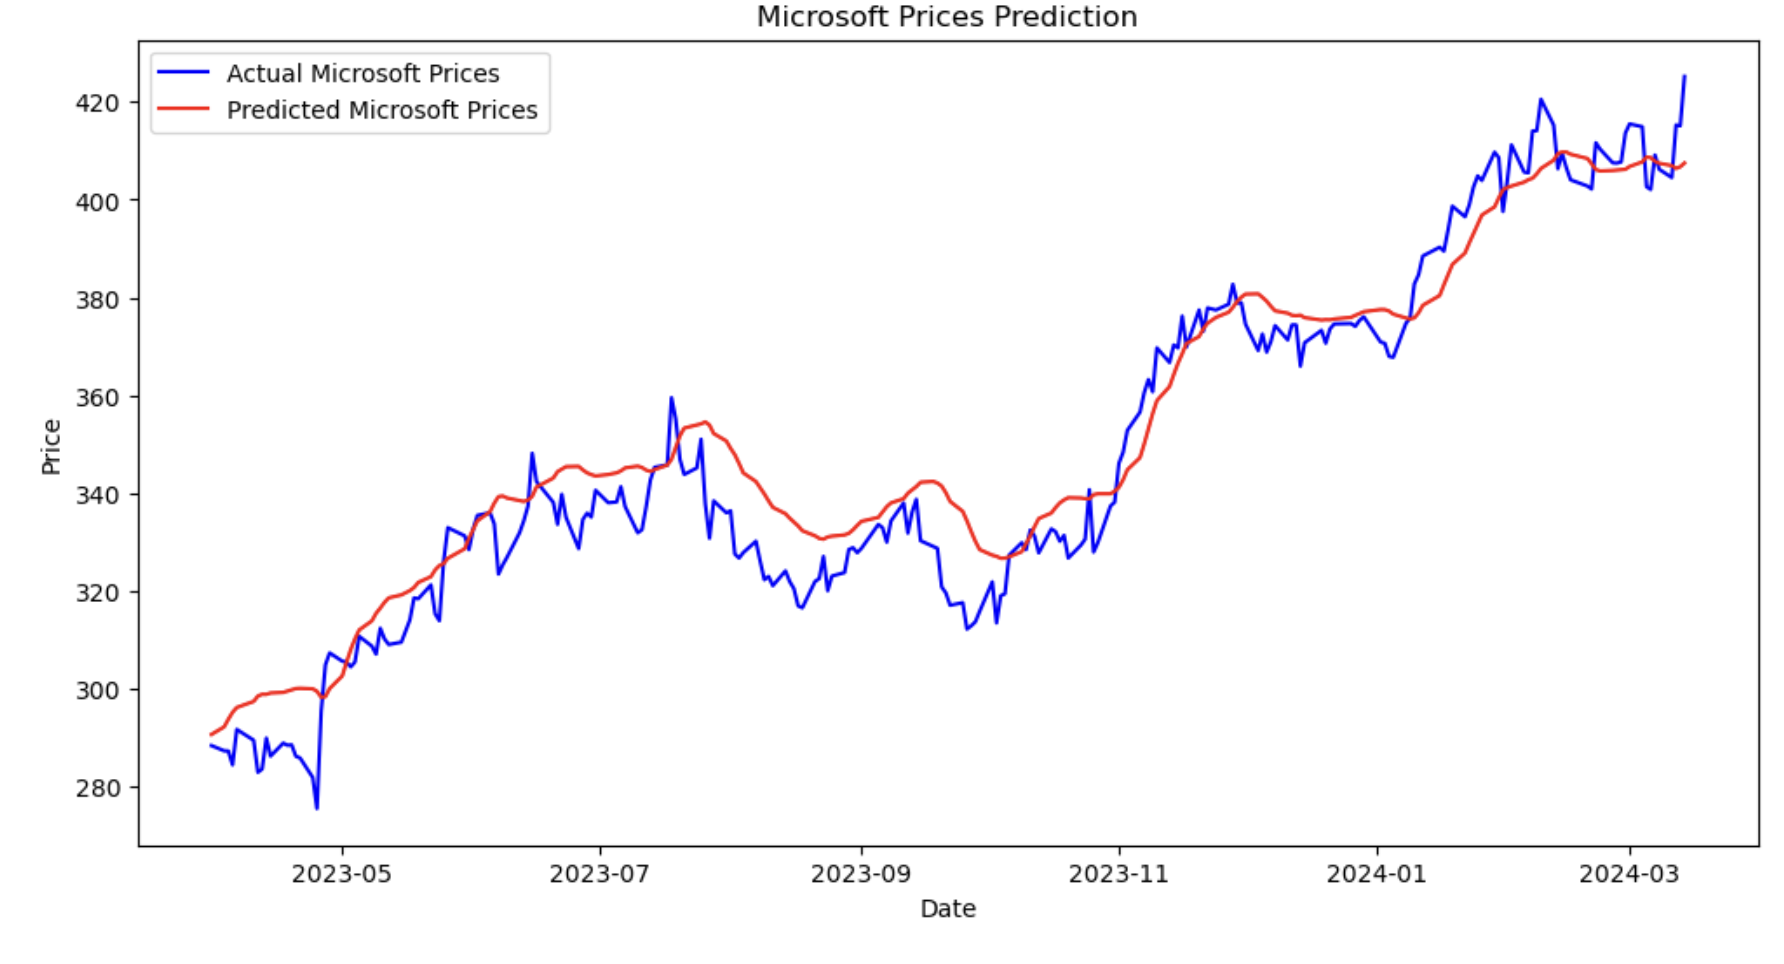 Microsoft Prices Prediction
Actual Microsoft Prices
Predicted Microsoft Prices
420
400
380
360
340
320
300
280
Price
2023-05 2023-07 2023-09 2023-11 2024-01 2024-03
Date